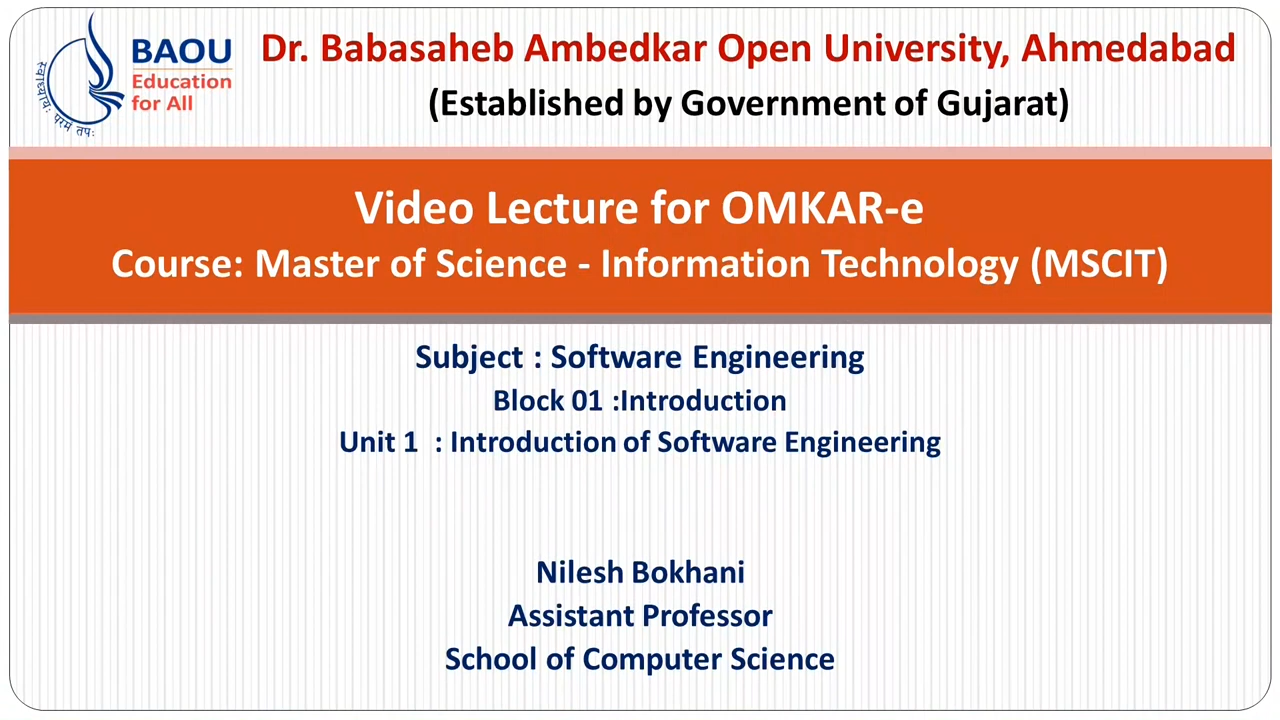 BAOU
Education
for All
स्वाध्यायः परमं तपः
Dr. Babasaheb Ambedkar Open University, Ahmedabad
(Established by Government of Gujarat)
Video Lecture for OMKAR-e
Course: Master of Science - Information Technology (MSCIT)
Subject : Software Engineering
Block 01 :Introduction
Unit 1 : Introduction of Software Engineering
Nilesh Bokhani
Assistant Professor
School of Computer Science